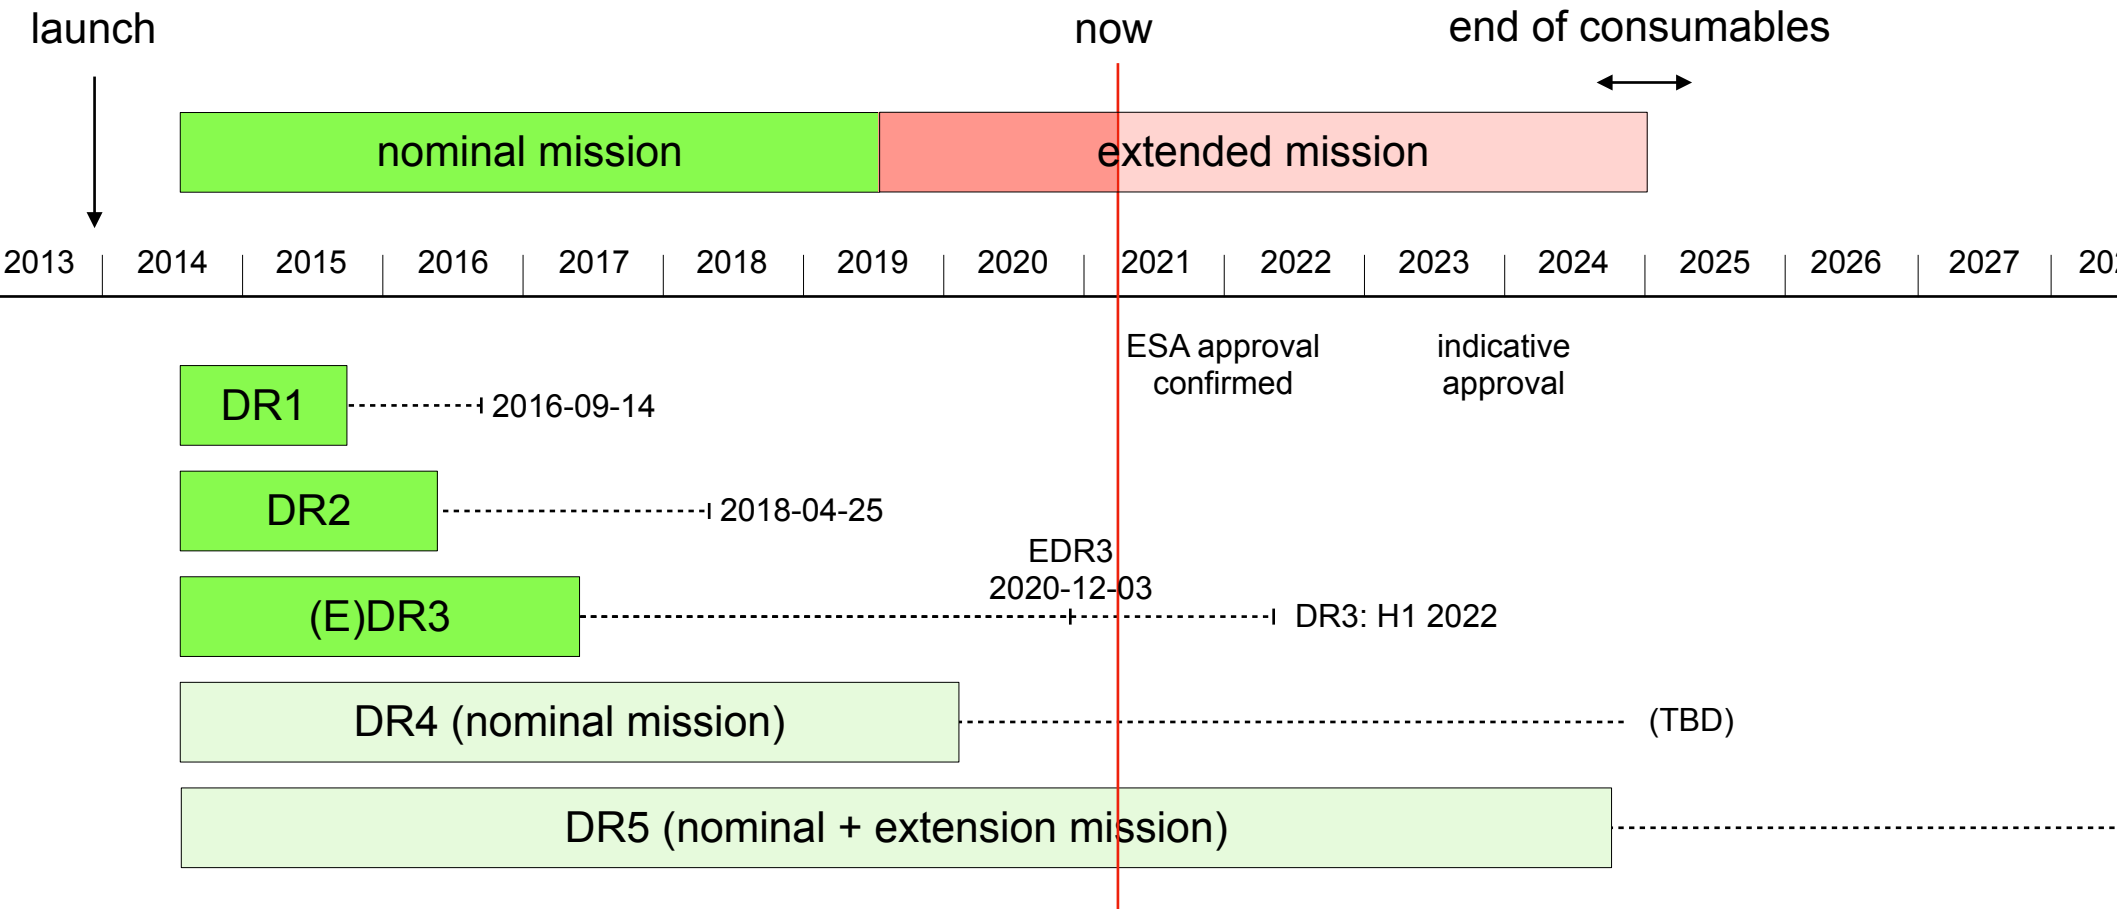 launch
now
end of consumables
nominal mission
extended mission
2013
2014
2015
2016
2017
2018
2019
2020
2021
2022
2023
2024
2025
2026
2027
ESA approval
confirmed
indicative
approval
DR1
2016-09-14
DR2
2018-04-25
EDR3
2020-12-03
(E)DR3
DR3: H1 2022
DR4 (nominal mission)
(TBD)
DR5 (nominal + extension mission)